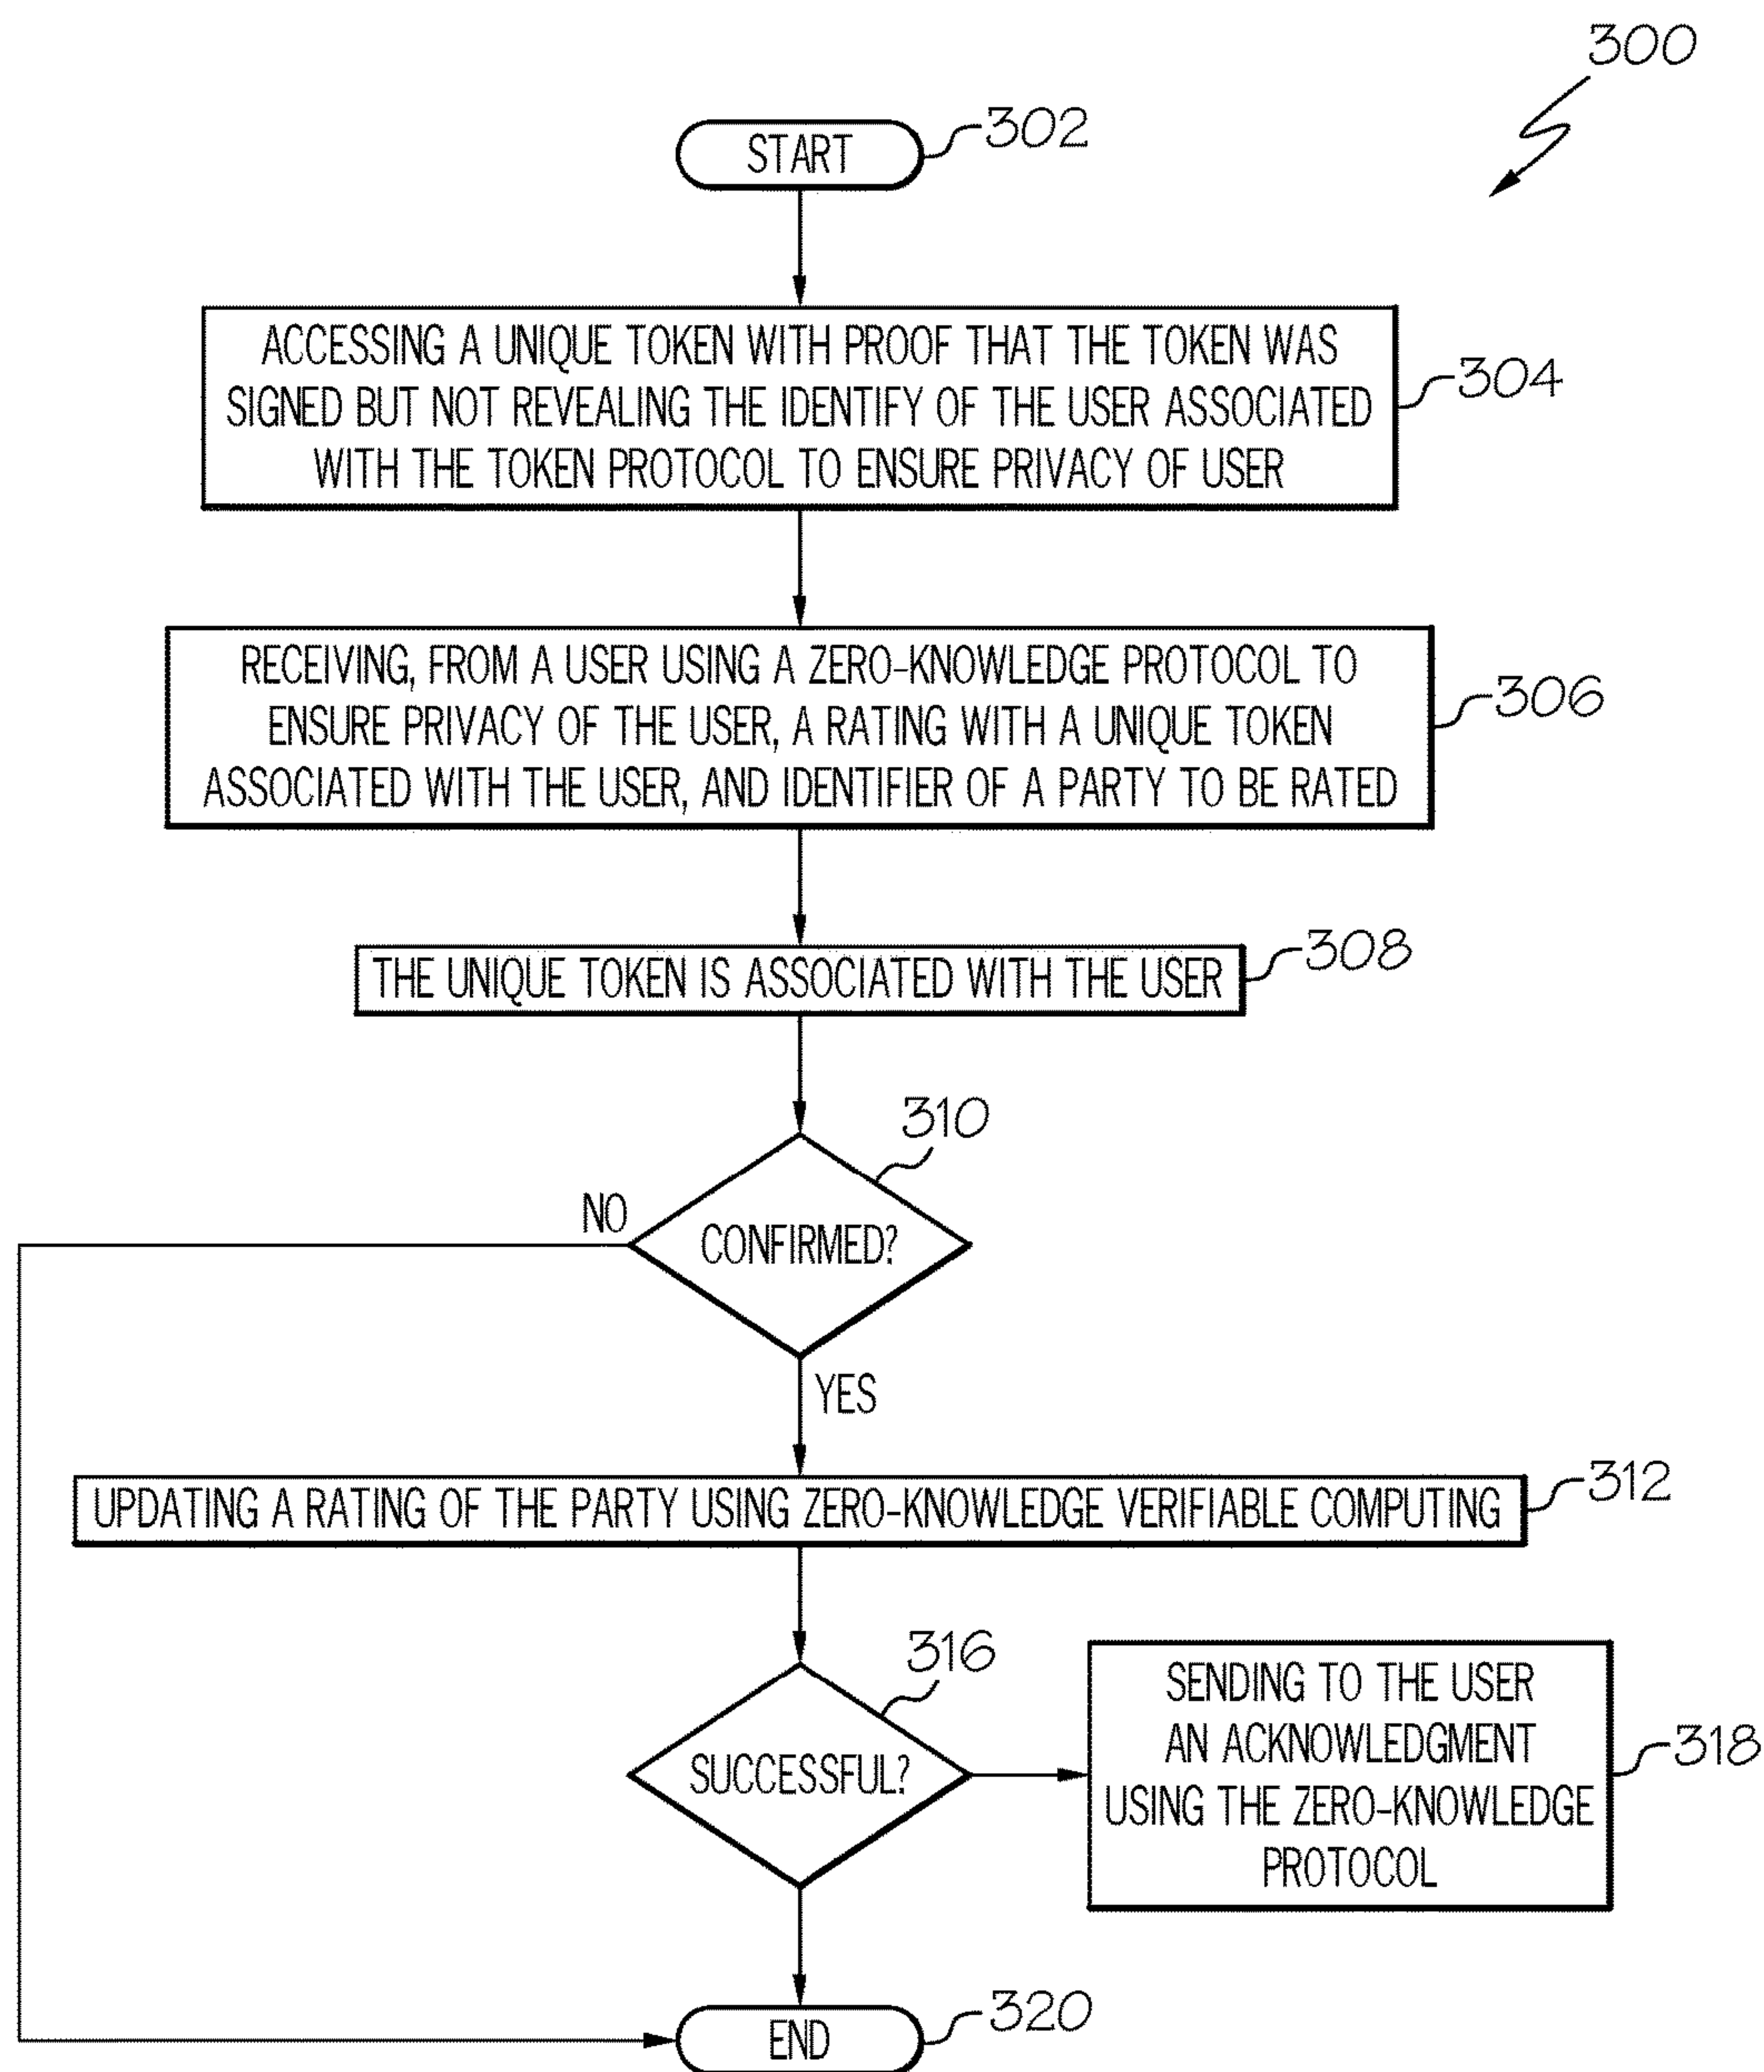 300
START
302
ACCESSING A UNIQUE TOKEN WITH PROOF THAT THE TOKEN WAS
SIGNED BUT NOT REVEALING THE IDENTIFY OF THE USER ASSOCIATED
WITH THE TOKEN PROTOCOL TO ENSURE PRIVACY OF USER
304
RECEIVING, FROM A USER USING A ZERO-KNOWLEDGE PROTOCOL TO
ENSURE PRIVACY OF THE USER, A RATING WITH A UNIQUE TOKEN
ASSOCIATED WITH THE USER, AND IDENTIFIER OF A PARTY TO BE RATED
306
THE UNIQUE TOKEN IS ASSOCIATED WITH THE USER
308
310
NO
CONFIRMED?
YES
UPDATING A RATING OF THE PARTY USING ZERO-KNOWLEDGE VERIFIABLE COMPUTING
312
316
SUCCESSFUL?
SENDING TO THE USER
AN ACKNOWLEDGMENT
USING THE ZERO-KNOWLEDGE
PROTOCOL
318
END
320